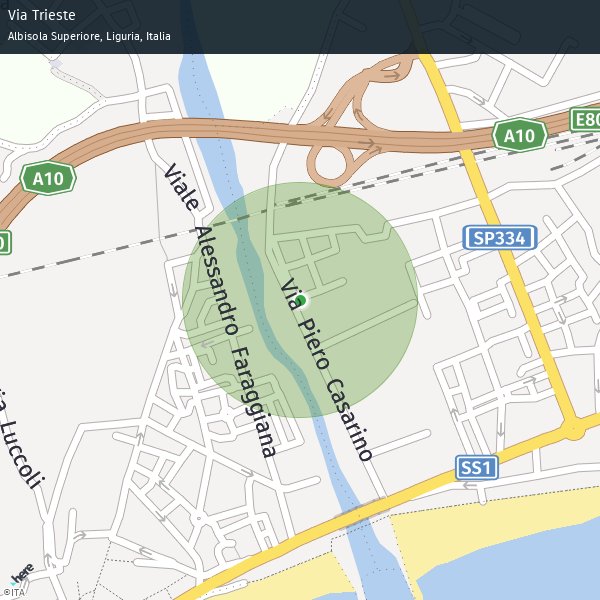 Via Trieste
Albisola Superiore, Liguria, Italia
E80
A10
A10
Viale Alessandro Faraggiana
SP334
Via Piero Casarino
Luccoli
SS1
here
©ITA